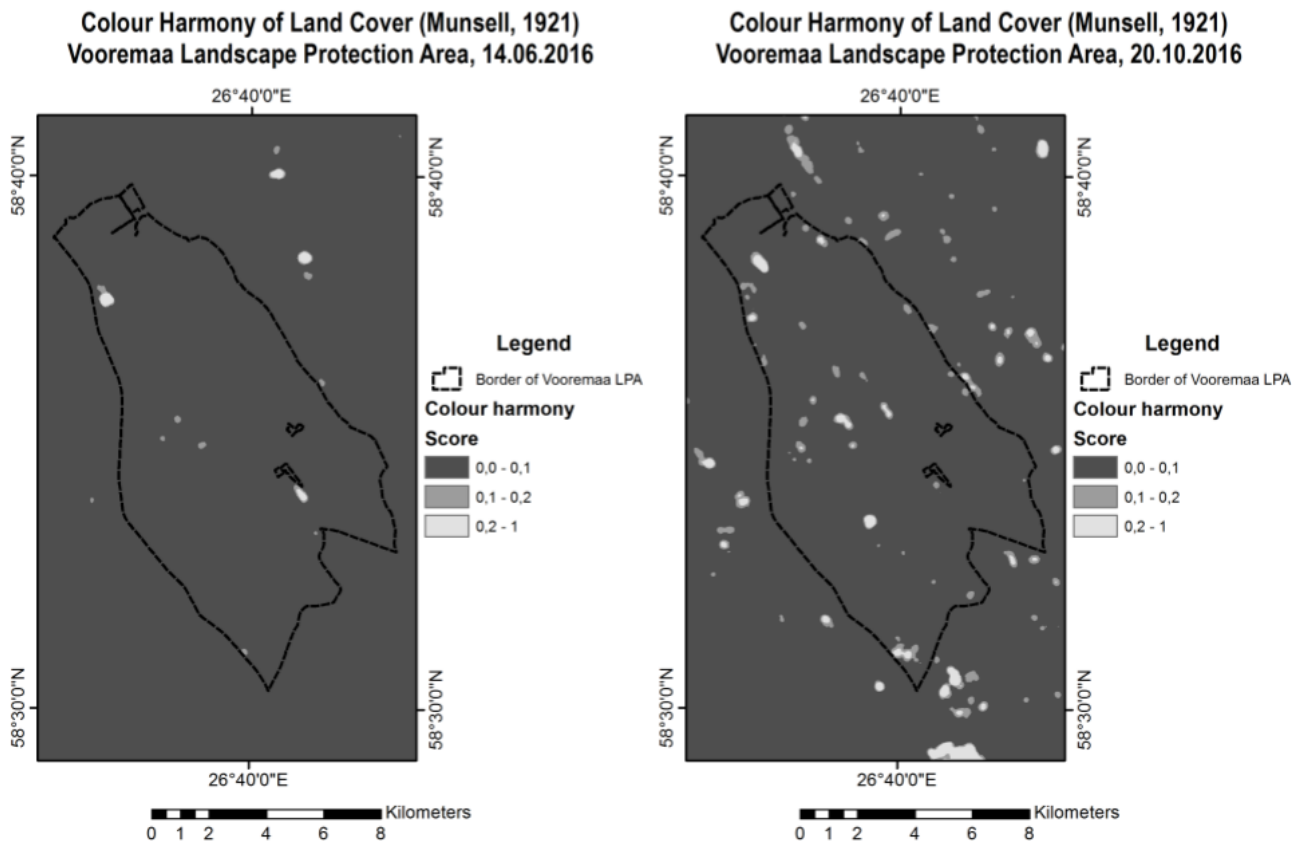 Colour Harmony of Land Cover (Munsell, 1921)
Vooremaa Landscape Protection Area, 14.06.2016
26°40'0"E
58°40'0"N
58°40'0"N
Legend
Border of Vooremaa LPA
Colour harmony
Score
0,0 - 0,1
0,1 - 0,2
0,2 - 1
58°30'0"N
58°30'0"N
26°40'0"E
Kilometers
0 1 2 4 6 8
Colour Harmony of Land Cover (Munsell, 1921)
Vooremaa Landscape Protection Area, 20.10.2016
26°40'0"E
58°40'0"N
58°40'0"N
Legend
Border of Vooremaa LPA
Colour harmony
Score
0,0 - 0,1
0,1 - 0,2
0,2 - 1
58°30'0"N
58°30'0"N
26°40'0"E
Kilometers
0 1 2 4 6 8